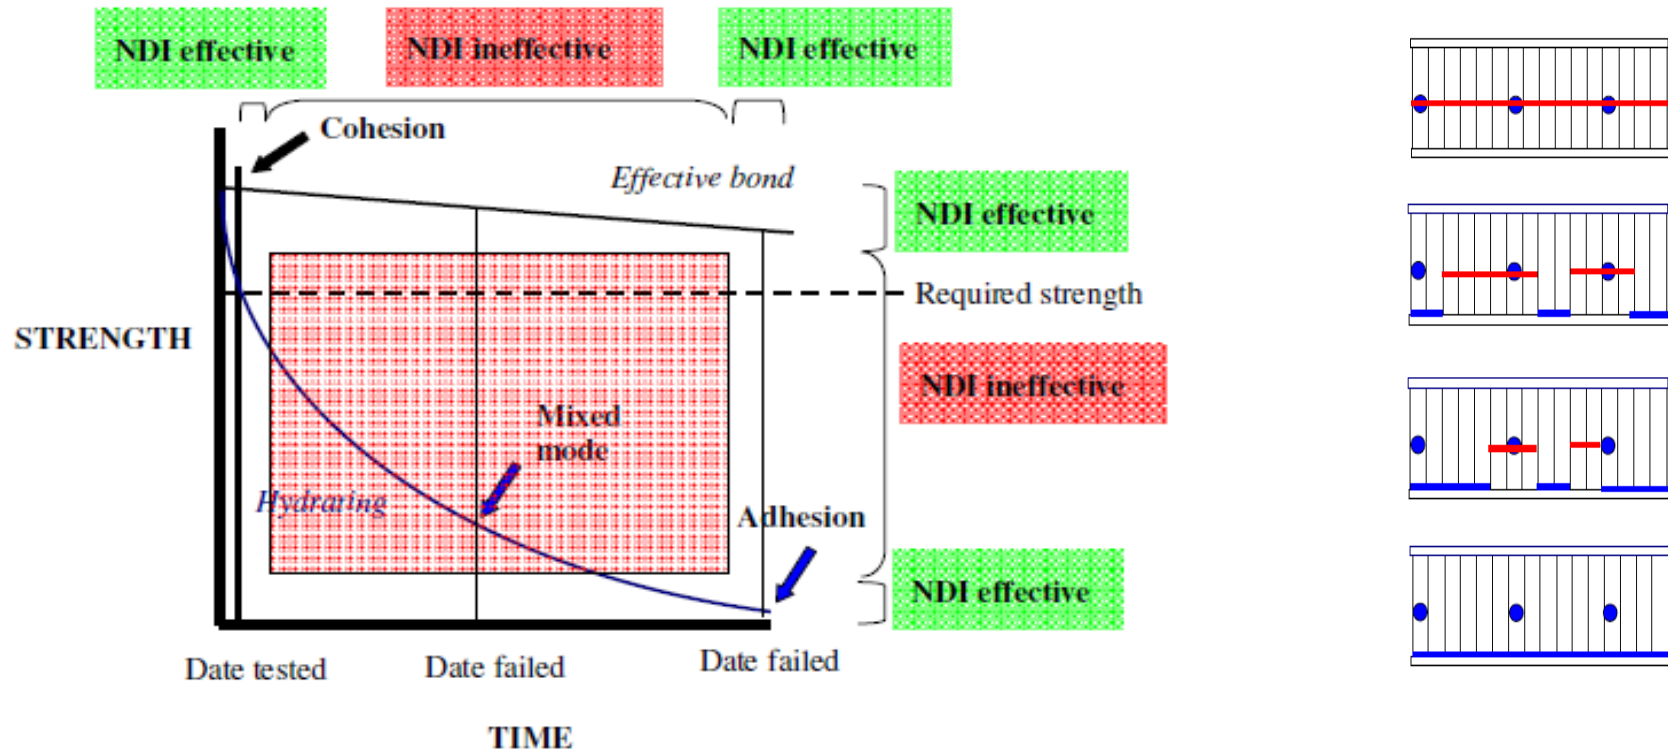 NDI effective
NDI ineffective
NDI effective
Cohesion
Effective bond
NDI effective
Required strength
STRENGTH
NDI ineffective
Mixed
mode
Hydrating
Adhesion
NDI effective
Date tested
Date failed
Date failed
TIME